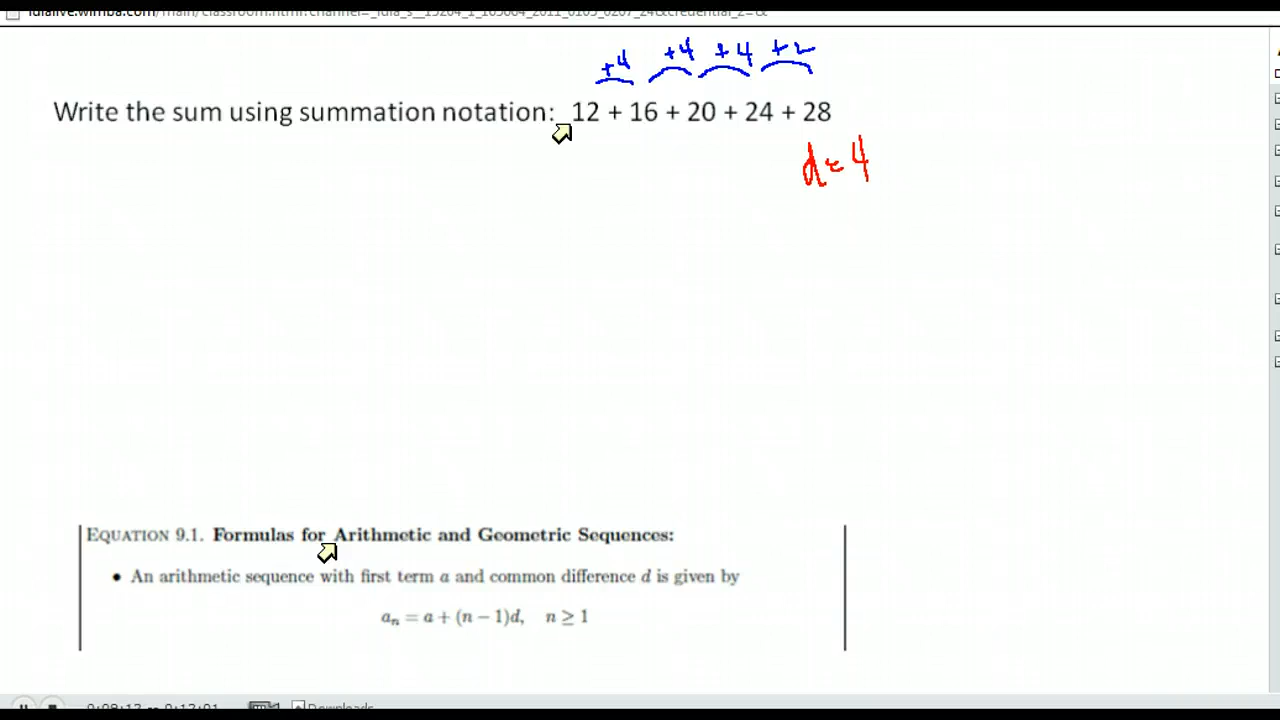 +4 +4 +4 +2
Write the sum using summation notation: 12 + 16 + 20 + 24 + 28
d = 4
EQUATION 9.1. Formulas for Arithmetic and Geometric Sequences:
• An arithmetic sequence with first term a and common difference d is given by
aₙ = a + (n − 1)d, n ≥ 1